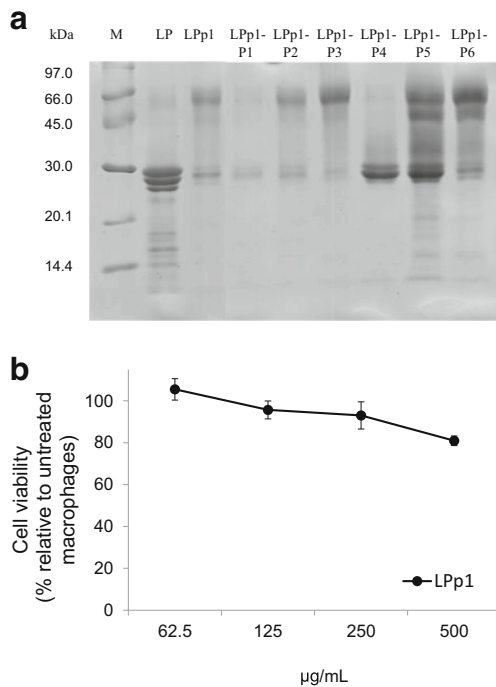 a
kDa M LP LPp1 LPp1-P1 LPp1-P2 LPp1-P3 LPp1-P4 LPp1-P5 LPp1-P6
97.0
66.0
45.0
30.0
20.1
14.4
b
Cell viability
(% relative to untreated
macrophages)
100
80
60
40
20
0
LPp1
62.5 125 250 500
µg/mL